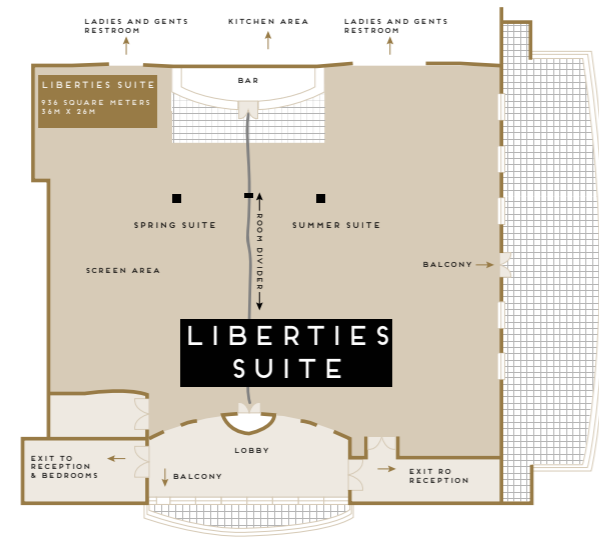 LADIES AND GENTS
RESTROOM
KITCHEN AREA
LADIES AND GENTS
RESTROOM
LIBERTIES SUITE
936 SQUARE METERS
36M X 26M
BAR
SPRING SUITE
SUMMER SUITE
ROOM DIVIDER
SCREEN AREA
BALCONY
LIBERTIES
SUITE
LOBBY
EXIT TO
RECEPTION
& BEDROOMS
BALCONY
EXIT RO
RECEPTION